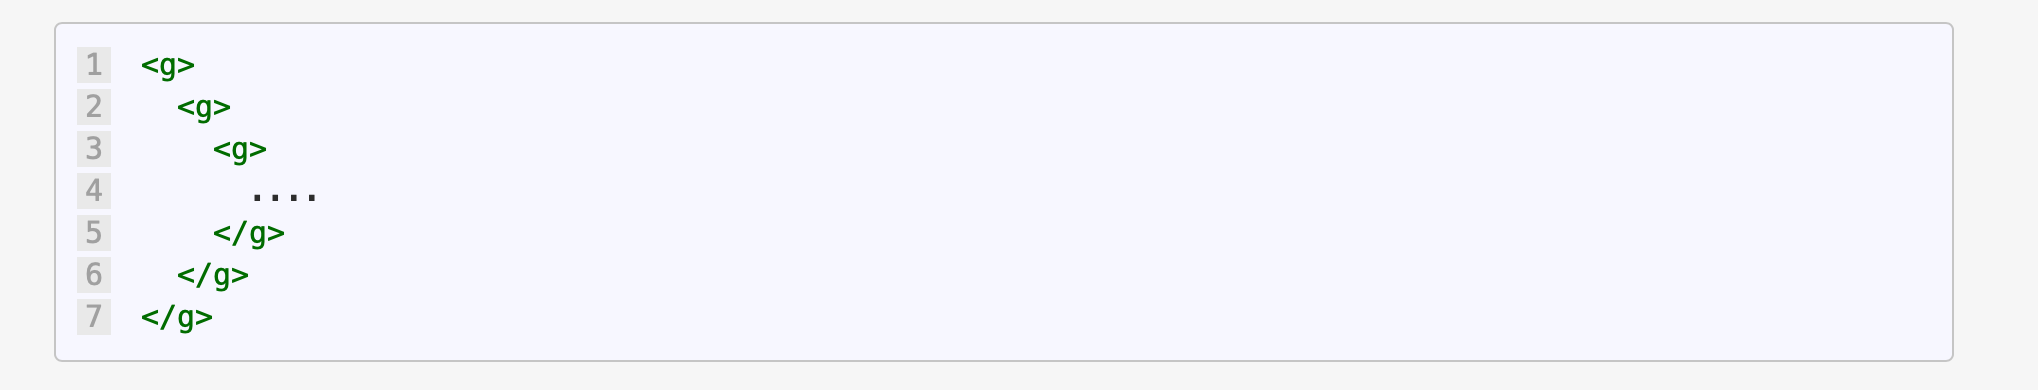 1 <g>
2   <g>
3     <g>
4       ....
5     </g>
6   </g>
7 </g>